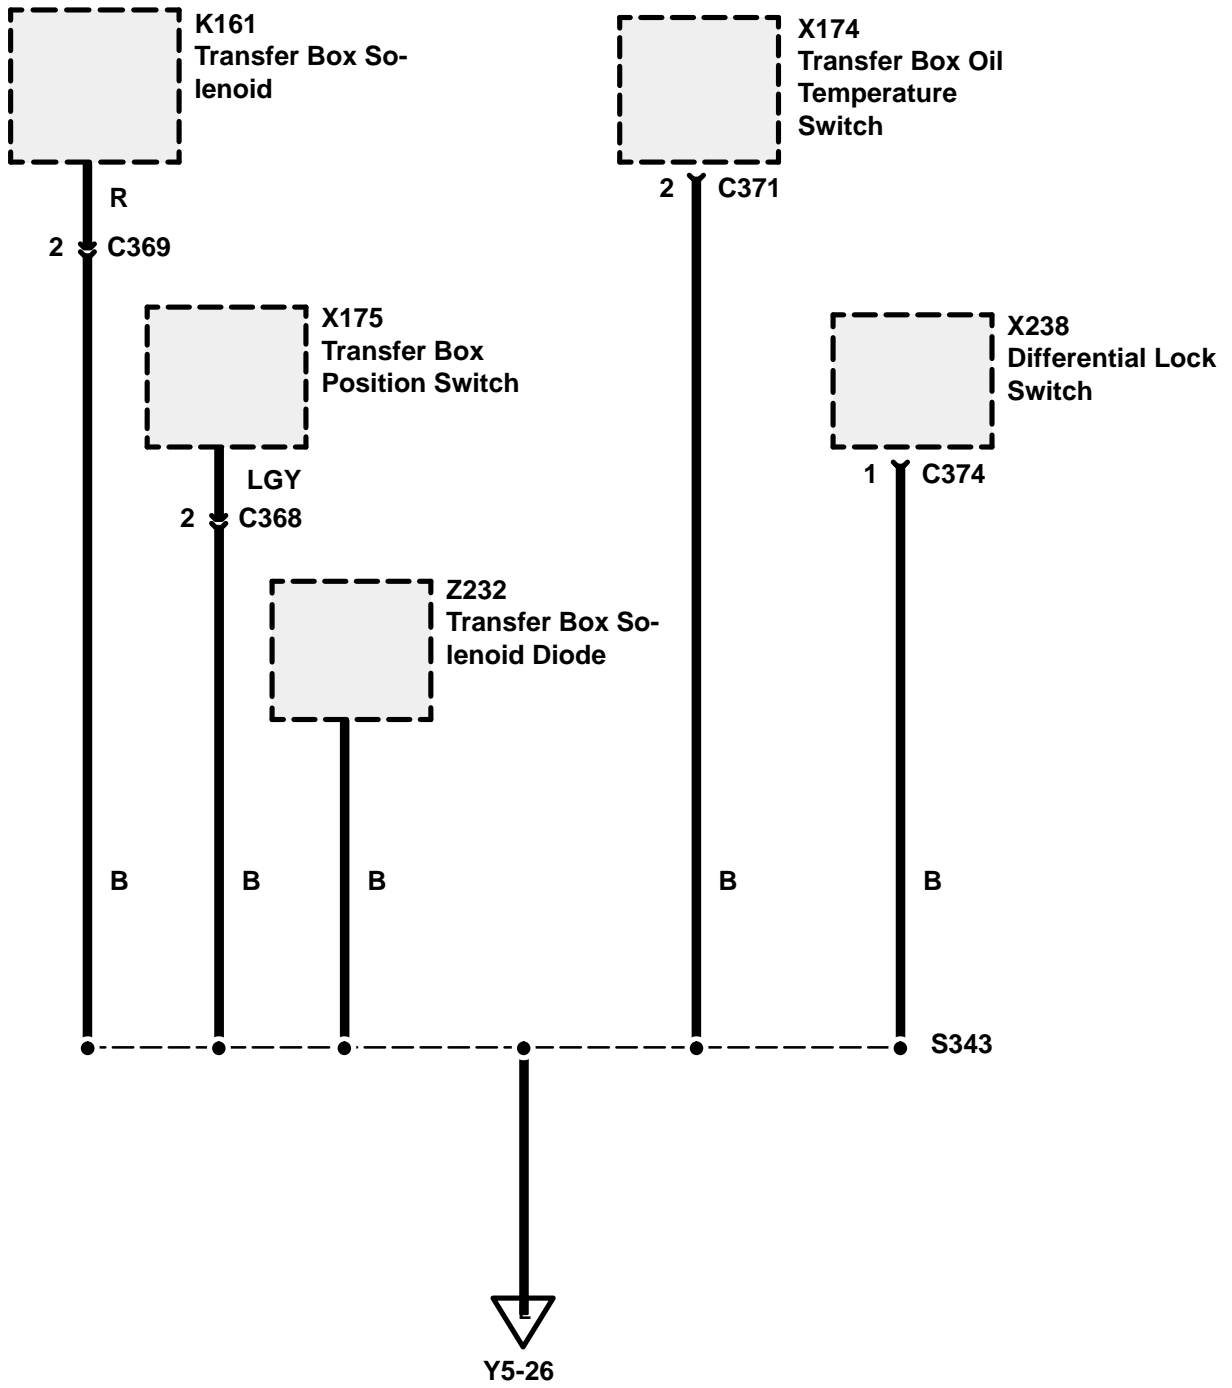 K161
Transfer Box So-
lenoid
X174
Transfer Box Oil
Temperature
Switch
R
2 C371
2 C369
X175
Transfer Box
Position Switch
X238
Differential Lock
Switch
LGY
1 C374
2 C368
Z232
Transfer Box So-
lenoid Diode
B B B B B
S343
Y5-26